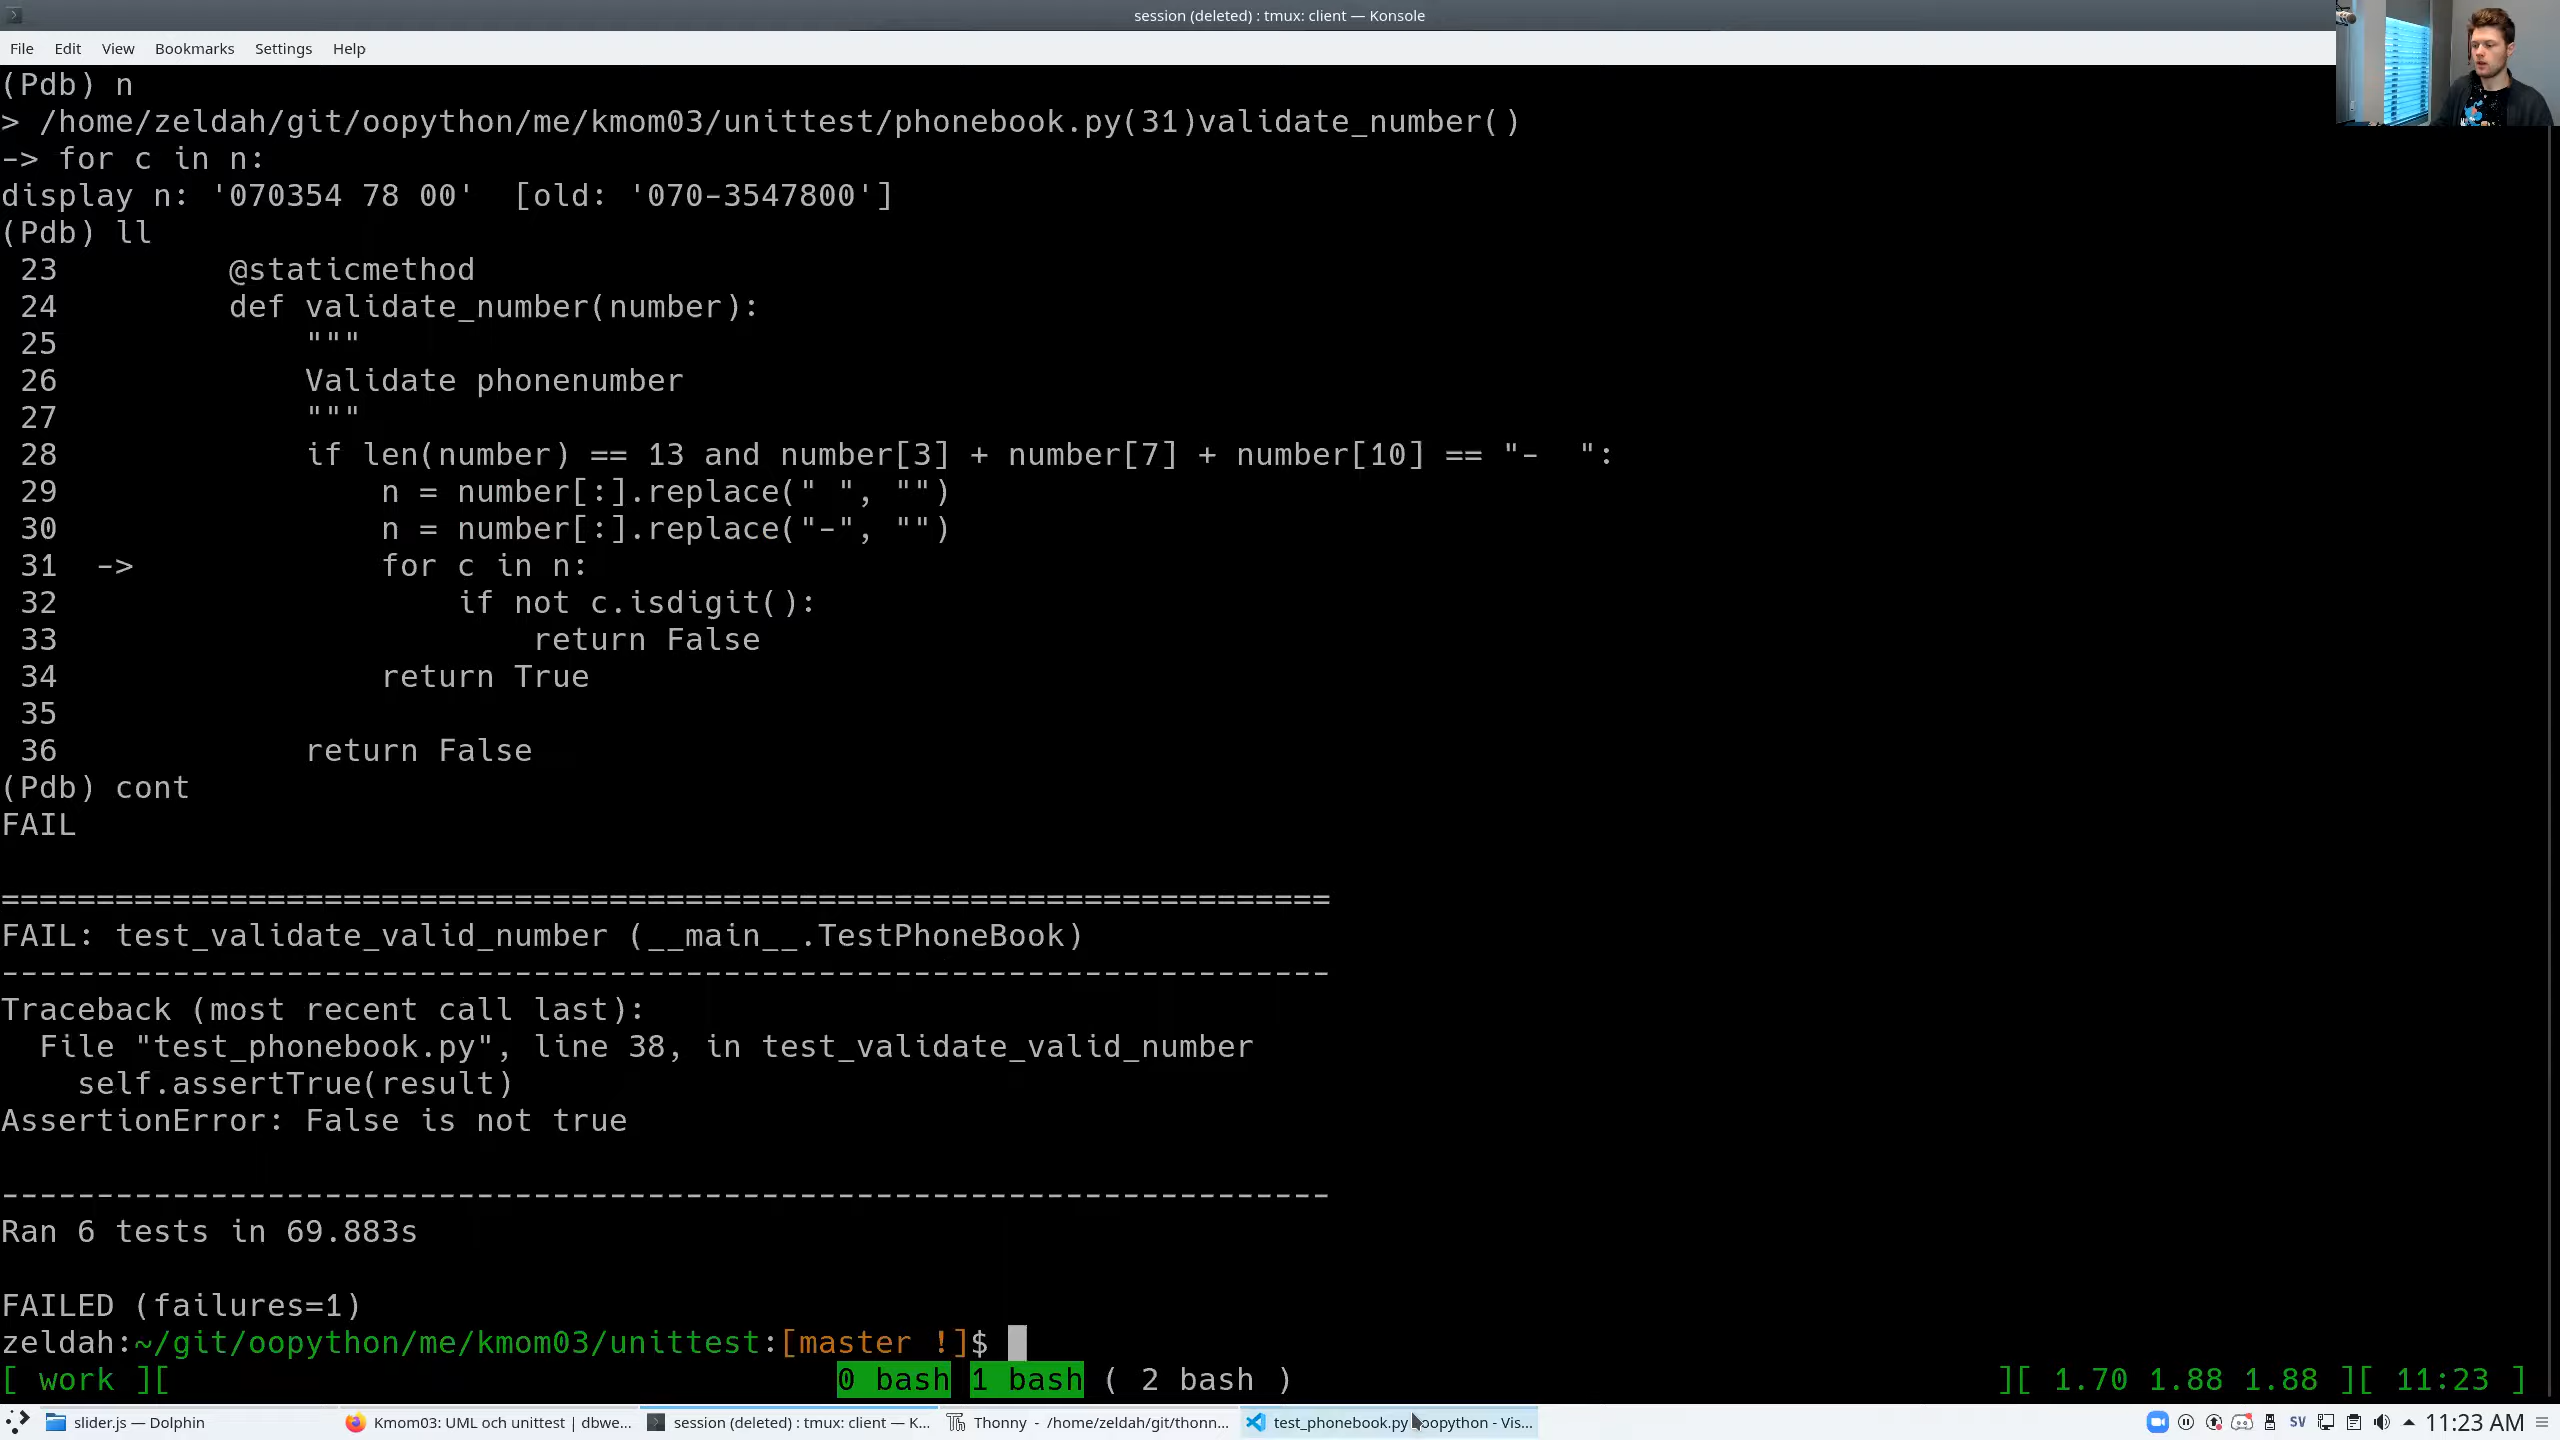 session (deleted) : tmux: client — Konsole
File Edit View Bookmarks Settings Help
(Pdb) n
> /home/zeldah/git/oopython/me/kmom03/unittest/phonebook.py(31)validate_number()
-> for c in n:
display n: '070354 78 00'  [old: '070-3547800']
(Pdb) ll
 23         @staticmethod
 24         def validate_number(number):
 25             """
 26             Validate phonenumber
 27             """
 28             if len(number) == 13 and number[3] + number[7] + number[10] == "-  ":
 29                 n = number[:].replace(" ", "")
 30                 n = number[:].replace("-", "")
 31  ->             for c in n:
 32                     if not c.isdigit():
 33                         return False
 34                 return True
 35
 36             return False
(Pdb) cont
FAIL
======================================================================
FAIL: test_validate_valid_number (__main__.TestPhoneBook)
----------------------------------------------------------------------
Traceback (most recent call last):
  File "test_phonebook.py", line 38, in test_validate_valid_number
    self.assertTrue(result)
AssertionError: False is not true
----------------------------------------------------------------------
Ran 6 tests in 69.883s
FAILED (failures=1)
zeldah:~/git/oopython/me/kmom03/unittest:[master !]$
[ work ][ 0 bash 1 bash ( 2 bash ) ][ 1.70 1.88 1.88 ][ 11:23 ]
slider.js — Dolphin Kmom03: UML och unittest | dbwe... session (deleted) : tmux: client — K... Thonny - /home/zeldah/git/thonn... test_phonebook.py oopython - Vis... SV 11:23 AM